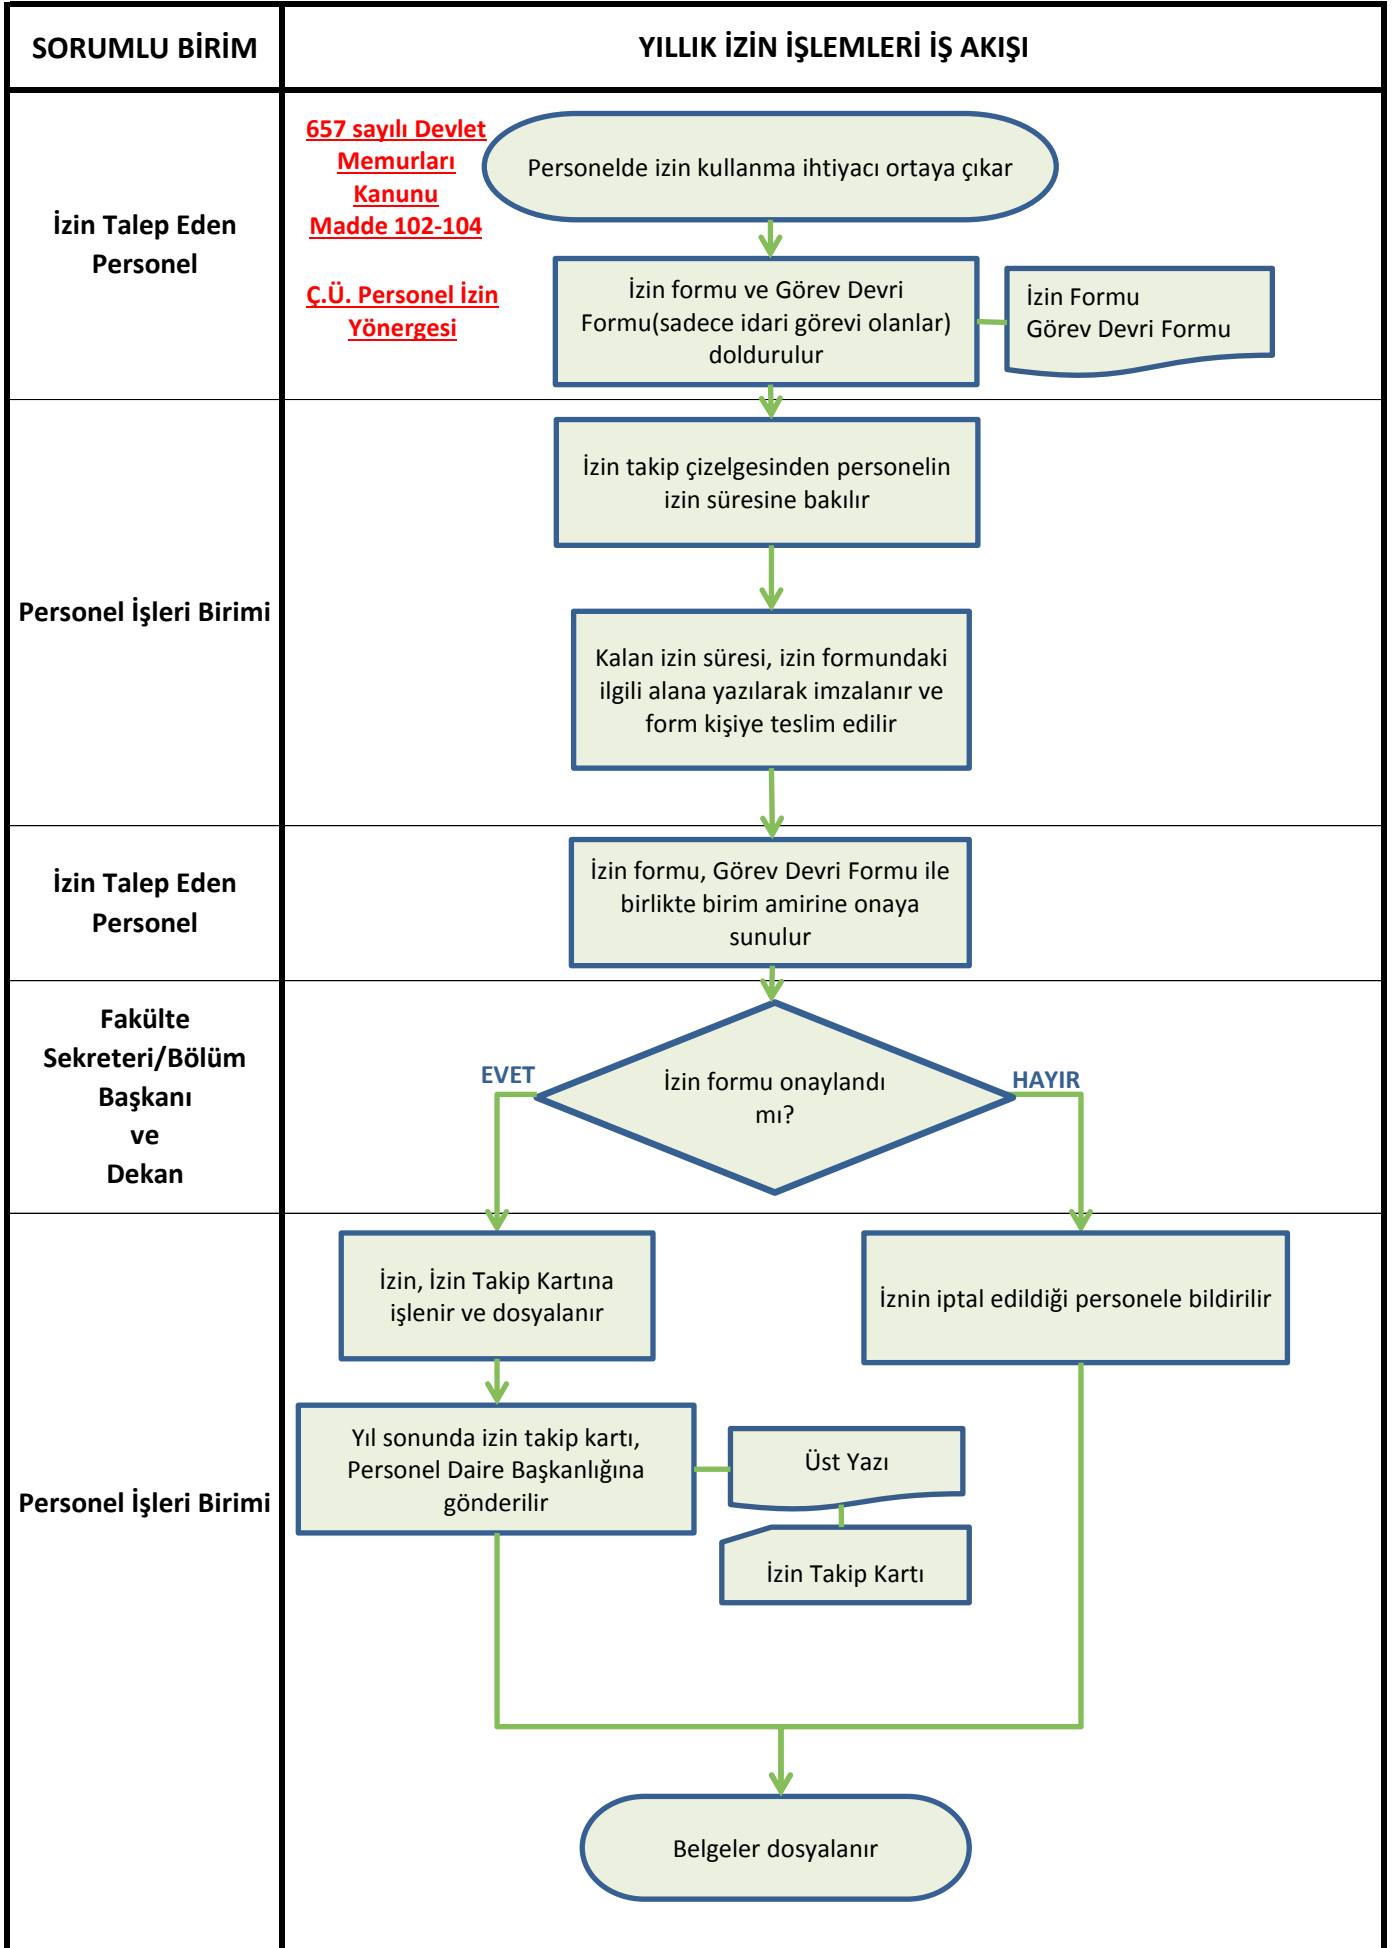 SORUMLU BİRİM
YILLIK İZİN İŞLEMLERİ İŞ AKIŞI
İzin Talep Eden
Personel
657 sayılı Devlet
Memurları
Kanunu
Madde 102-104
Ç.Ü. Personel İzin
Yönergesi
Personelde izin kullanma ihtiyacı ortaya çıkar
İzin formu ve Görev Devri
Formu(sadece idari görevi olanlar)
doldurulur
İzin Formu
Görev Devri Formu
Personel İşleri Birimi
İzin takip çizelgesinden personelin
izin süresine bakılır
Kalan izin süresi, izin formundaki
ilgili alana yazılarak imzalanır ve
form kişiye teslim edilir
İzin Talep Eden
Personel
İzin formu, Görev Devri Formu ile
birlikte birim amirine onaya
sunulur
Fakülte
Sekreteri/Bölüm
Başkanı
ve
Dekan
EVET
İzin formu onaylandı
mı?
HAYIR
Personel İşleri Birimi
İzin, İzin Takip Kartına
işlenir ve dosyalanır
İznin iptal edildiği personele bildirilir
Yıl sonunda izin takip kartı,
Personel Daire Başkanlığına
gönderilir
Üst Yazı
İzin Takip Kartı
Belgeler dosyalanır